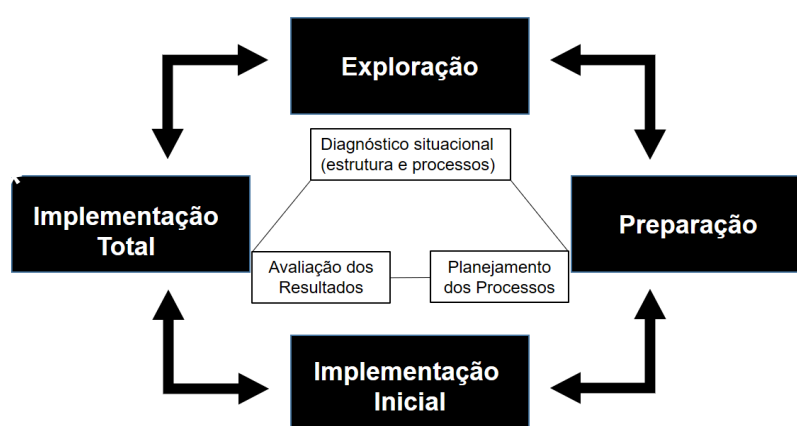 Exploração
Diagnóstico situacional
(estrutura e processos)
Implementação
Total
Preparação
Avaliação dos
Resultados
Planejamento
dos Processos
Implementação
Inicial